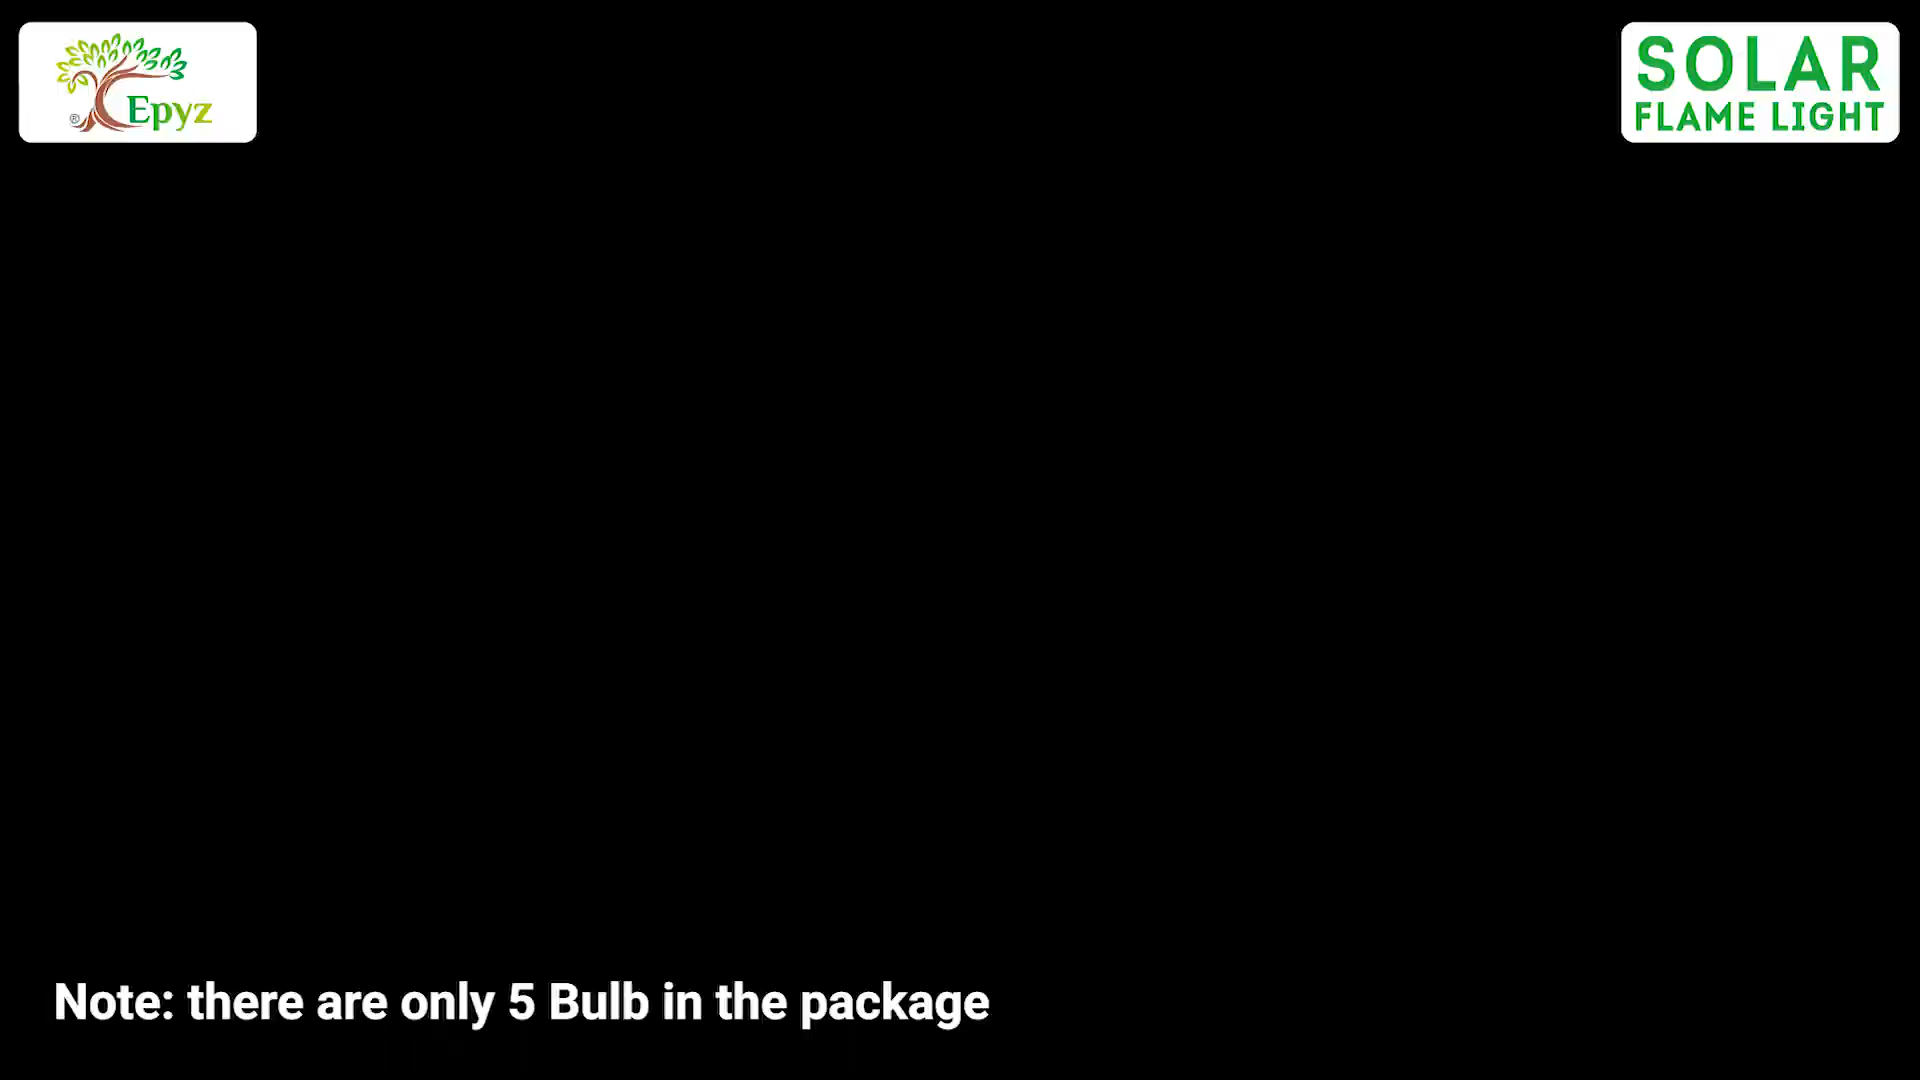 ® Epyz
SOLAR
FLAME LIGHT
Note: there are only 5 Bulb in the package